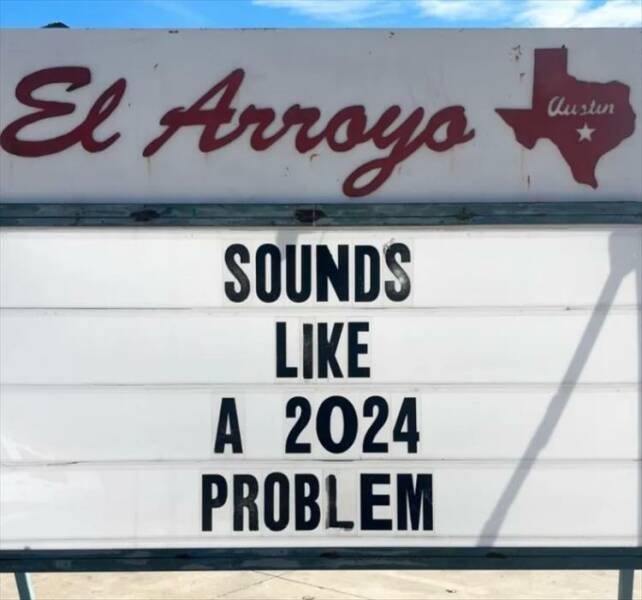 El Arroyo
Austin
SOUNDS
LIKE
A 2024
PROBLEM